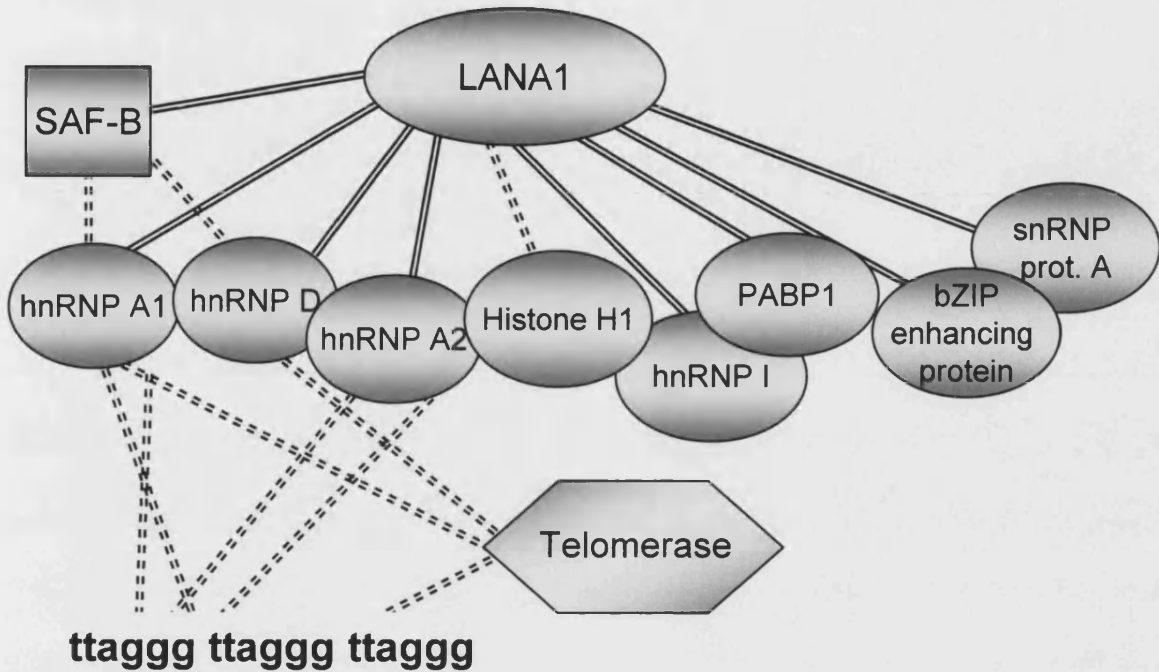 LANA1
SAF-B
snRNP
prot. A
hnRNP A1
hnRNP D
hnRNP A2
Histone H1
PABP1
bZIP
enhancing
protein
hnRNP I
Telomerase
ttaggg ttaggg ttaggg